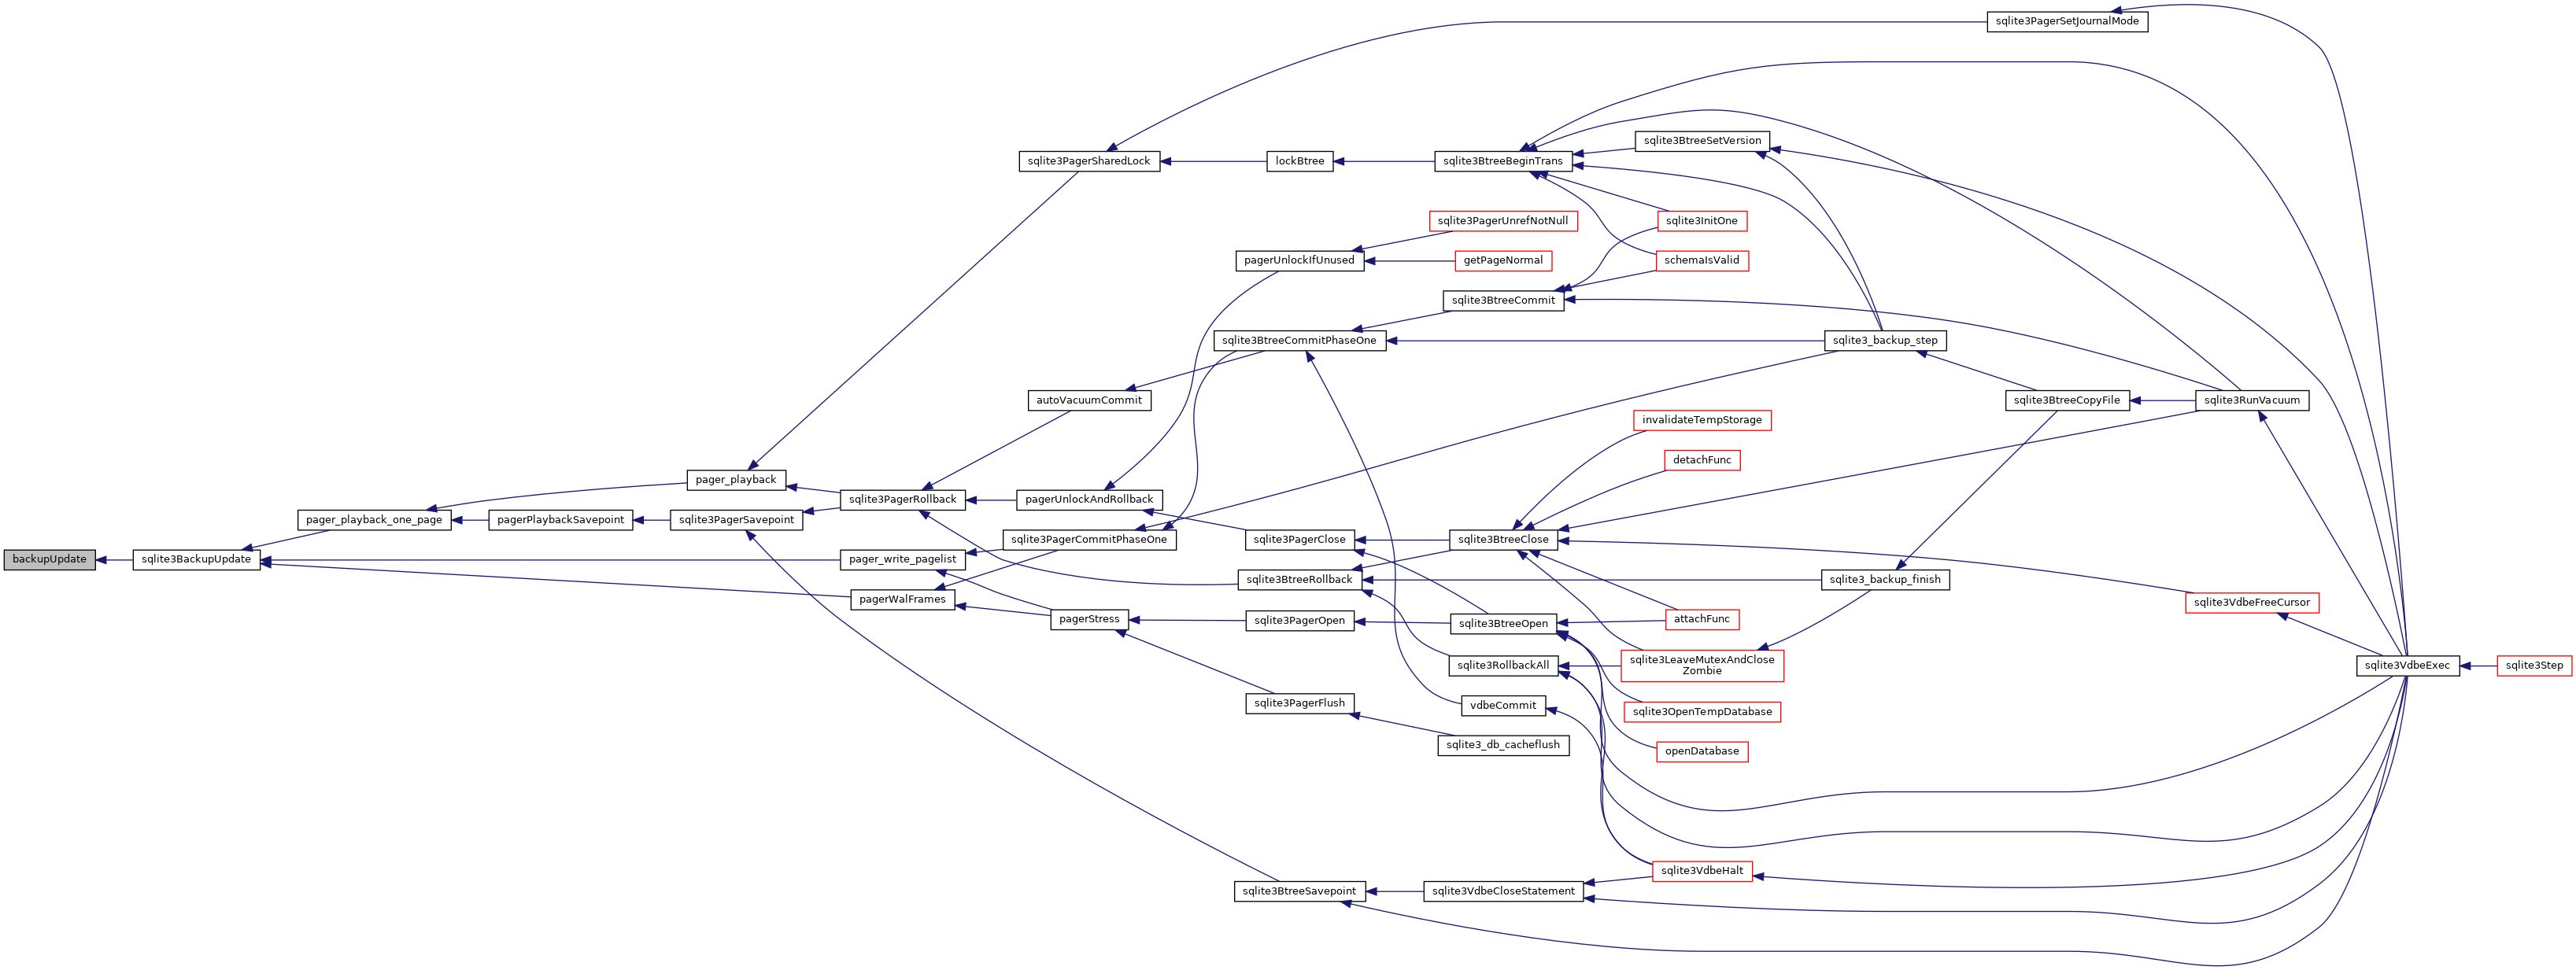 sqlite3PagerSetJournalMode
sqlite3BtreeSetVersion
sqlite3PagerSharedLock
lockBtree
sqlite3BtreeBeginTrans
sqlite3PagerUnrefNotNull
sqlite3InitOne
pagerUnlockIfUnused
getPageNormal
schemaIsValid
sqlite3BtreeCommit
sqlite3BtreeCommitPhaseOne
sqlite3_backup_step
autoVacuumCommit
sqlite3BtreeCopyFile
sqlite3RunVacuum
invalidateTempStorage
detachFunc
pager_playback
sqlite3PagerRollback
pagerUnlockAndRollback
pager_playback_one_page
pagerPlaybackSavepoint
sqlite3PagerSavepoint
sqlite3PagerCommitPhaseOne
sqlite3PagerClose
sqlite3BtreeClose
backupUpdate
sqlite3BackupUpdate
pager_write_pagelist
sqlite3BtreeRollback
sqlite3_backup_finish
pagerWalFrames
sqlite3VdbeFreeCursor
pagerStress
sqlite3PagerOpen
sqlite3BtreeOpen
attachFunc
sqlite3RollbackAll
sqlite3LeaveMutexAndClose
Zombie
sqlite3VdbeExec
sqlite3Step
sqlite3PagerFlush
vdbeCommit
sqlite3OpenTempDatabase
sqlite3_db_cacheflush
openDatabase
sqlite3VdbeHalt
sqlite3BtreeSavepoint
sqlite3VdbeCloseStatement